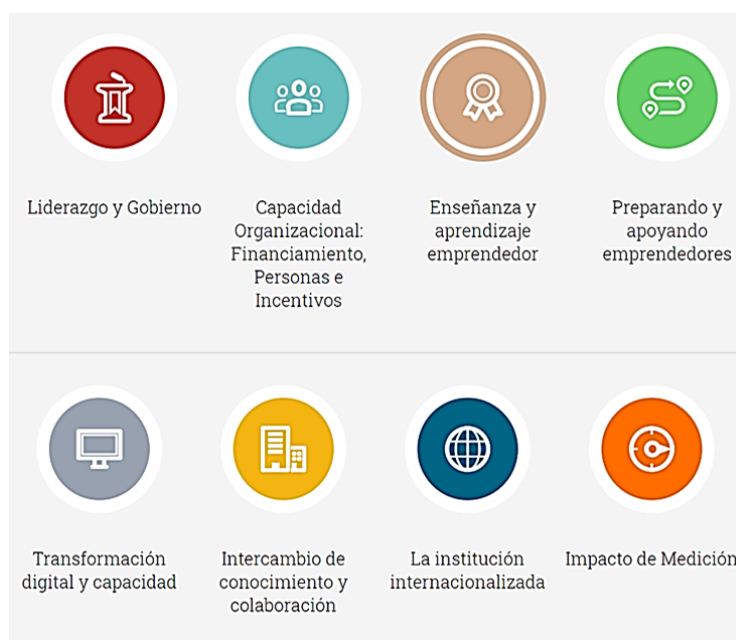 Liderazgo y Gobierno
Capacidad
Organizacional:
Financiamiento,
Personas e
Incentivos
Enseñanza y
aprendizaje
emprendedor
Preparando y
apoyando
emprendedores
Transformación
digital y capacidad
Intercambio de
conocimiento y
colaboración
La institución
internacionalizada
Impacto de Medición